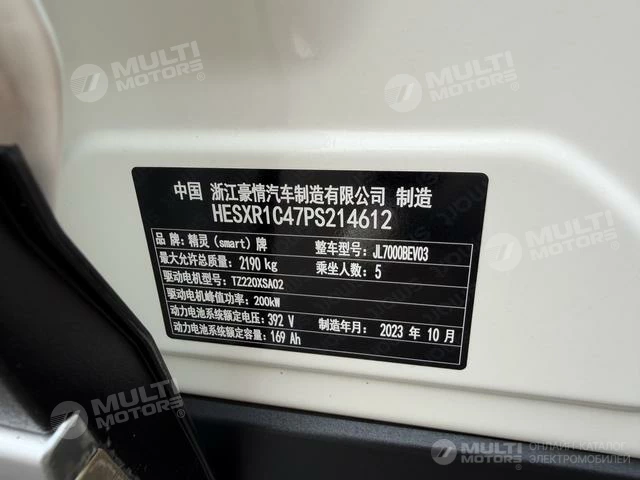 MULTI
MOTORS
MULTI
MOTORS
中国 浙江豪情汽车制造有限公司 制造
HESXR1C47PS214612
品 牌：精灵（smart）牌 整车型号：JL7000BEV03
最大允许总质量：2190 kg 乘坐人数：5
驱动电机型号：TZ220XSA02
驱动电机峰值功率：200kW
动力电池系统额定电压：392 V 制造年月：2023 年 10 月
动力电池系统额定容量：169 Ah
MULTI
MOTORS
MULTI
MOTORS
MULTI
MOTORS
ОНЛАЙН-КАТАЛОГ
ЭЛЕКТРОМОБИЛЕЙ